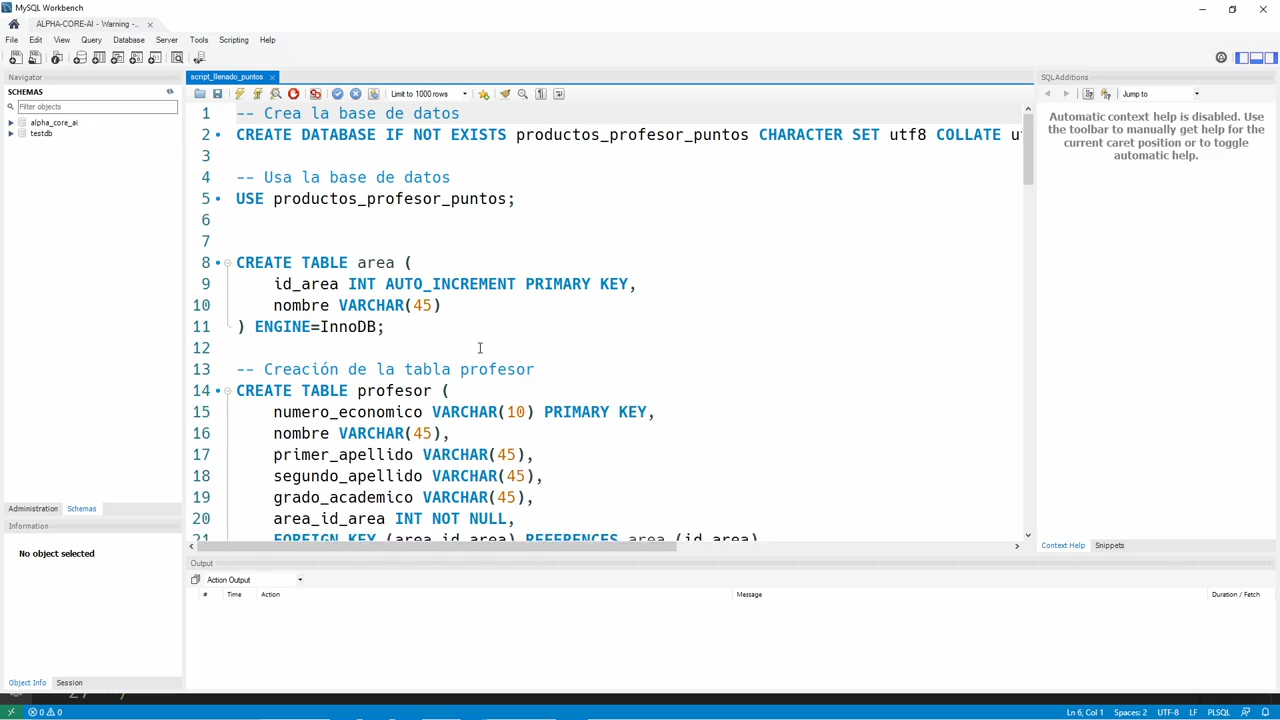 MySQL Workbench
ALPHA-CORE-AI - Warning -...
File Edit View Query Database Server Tools Scripting Help
Navigator
SCHEMAS
Filter objects
alpha_core_ai
testdb
Administration Schemas
Information
No object selected
Object Info Session
script_llenado_puntos
Limit to 1000 rows
1 -- Crea la base de datos
2 CREATE DATABASE IF NOT EXISTS productos_profesor_puntos CHARACTER SET utf8 COLLATE u
3
4 -- Usa la base de datos
5 USE productos_profesor_puntos;
6
7
8 CREATE TABLE area (
9 id_area INT AUTO_INCREMENT PRIMARY KEY,
10 nombre VARCHAR(45)
11 ) ENGINE=InnoDB;
12
13 -- Creación de la tabla profesor
14 CREATE TABLE profesor (
15 numero_economico VARCHAR(10) PRIMARY KEY,
16 nombre VARCHAR(45),
17 primer_apellido VARCHAR(45),
18 segundo_apellido VARCHAR(45),
19 grado_academico VARCHAR(45),
20 area_id_area INT NOT NULL,
21 FOREIGN KEY (area_id_area) REFERENCES area (id_area)
SQLAdditions
Jump to
Automatic context help is disabled. Use
the toolbar to manually get help for the
current caret position or to toggle
automatic help.
Context Help Snippets
Output
Action Output
# Time Action Message Duration / Fetch
0 0 Ln 6, Col 1 Spaces: 2 UTF-8 LF PLSQL